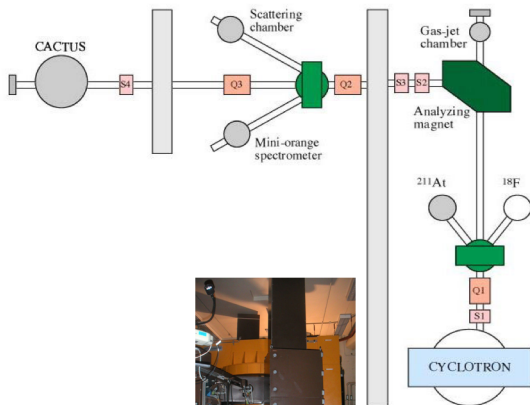 Scattering
chamber
Gas-jet
chamber
CACTUS
S4
Q3
Q2
S3
S2
Analyzing
magnet
Mini-orange
spectrometer
²¹¹At
¹⁸F
Q1
S1
CYCLOTRON